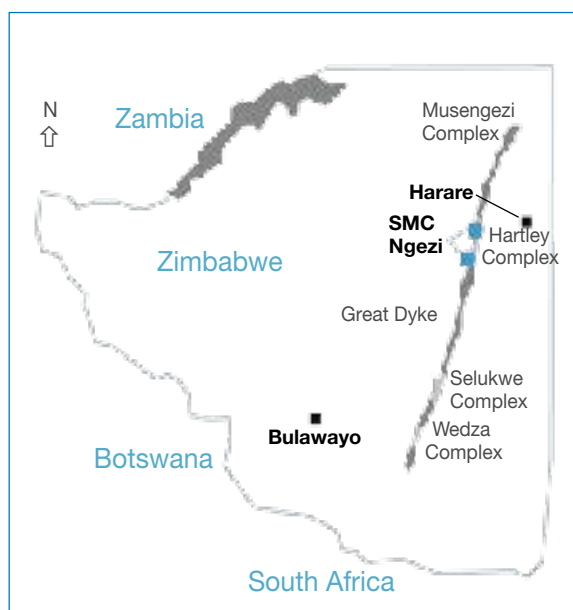 N
Zambia
Musengezi
Complex
Harare
SMC
Ngezi
Hartley
Complex
Zimbabwe
Great Dyke
Selukwe
Complex
Bulawayo
Wedza
Complex
Botswana
South Africa